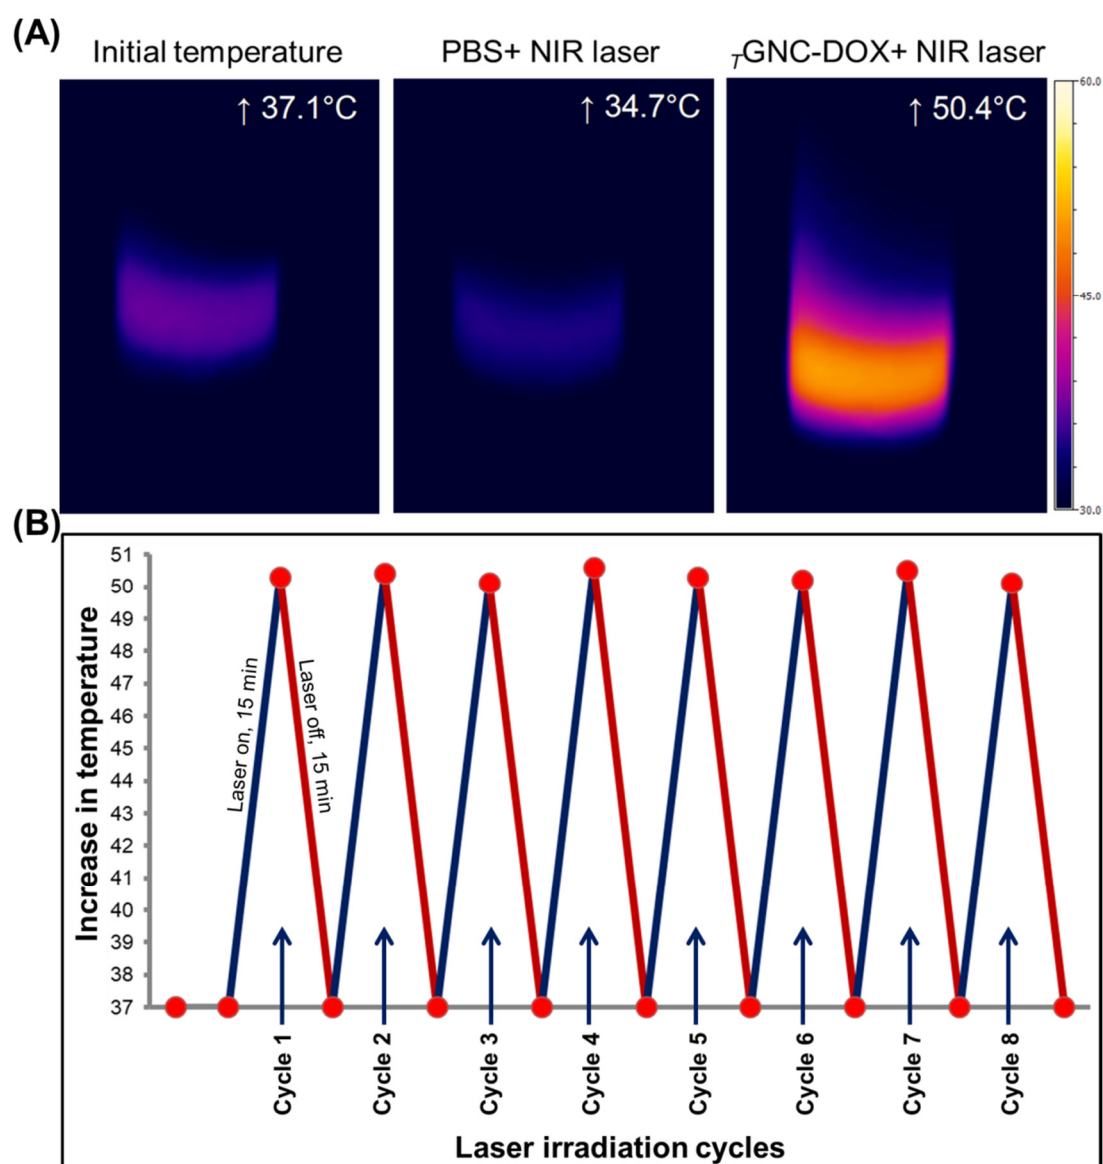 (A)
Initial temperature
PBS+ NIR laser
TGNC-DOX+ NIR laser
↑ 37.1°C
↑ 34.7°C
↑ 50.4°C
60.0
45.0
30.0
(B)
Increase in temperature
51
50
49
48
47
46
45
44
43
42
41
40
39
38
37
Laser on, 15 min
Laser off, 15 min
Cycle 1
Cycle 2
Cycle 3
Cycle 4
Cycle 5
Cycle 6
Cycle 7
Cycle 8
Laser irradiation cycles